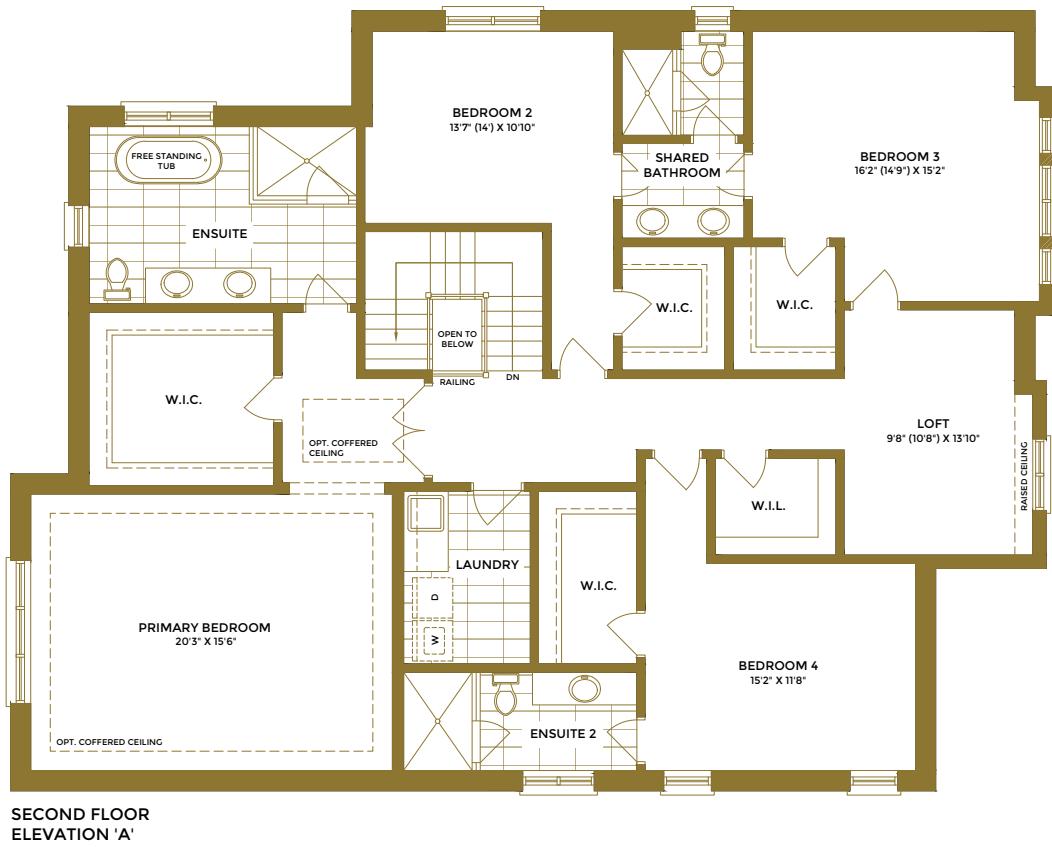 BEDROOM 2
13'7" (14') X 10'10"
FREE STANDING
TUB
SHARED
BATHROOM
BEDROOM 3
16'2" (14'9") X 15'2"
ENSUITE
W.I.C.
W.I.C.
OPEN TO
BELOW
RAILING
DN
W.I.C.
OPT. COFFERED
CEILING
LOFT
9'8" (10'8") X 13'10"
RAISED CEILING
W.I.L.
LAUNDRY
D
W
W.I.C.
PRIMARY BEDROOM
20'3" X 15'6"
BEDROOM 4
15'2" X 11'8"
ENSUITE 2
OPT. COFFERED CEILING
SECOND FLOOR
ELEVATION 'A'